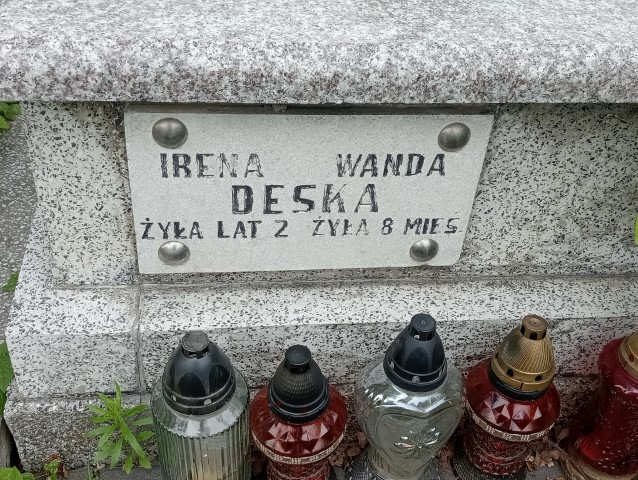 IRENA WANDA
DESKA
ŻYŁA LAT 2 ŻYŁA 8 MIES.